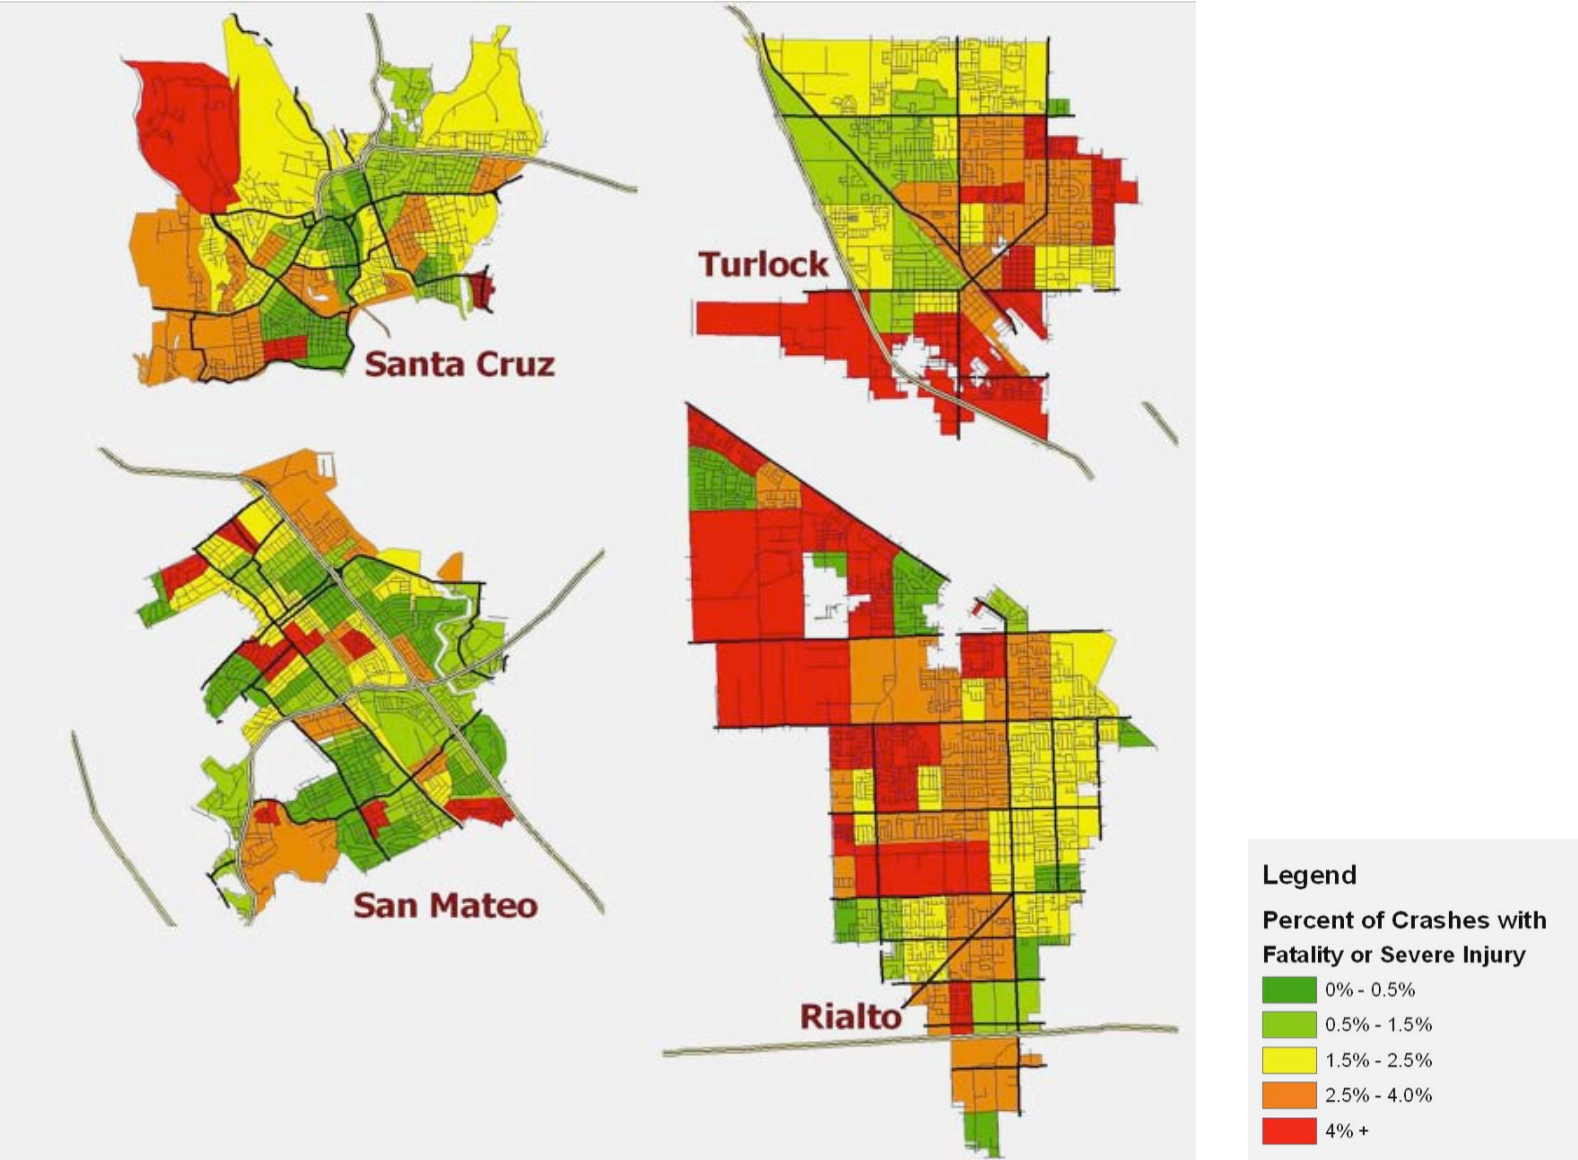 Turlock
Santa Cruz
San Mateo
Rialto
Legend
Percent of Crashes with
Fatality or Severe Injury
0% - 0.5%
0.5% - 1.5%
1.5% - 2.5%
2.5% - 4.0%
4% +